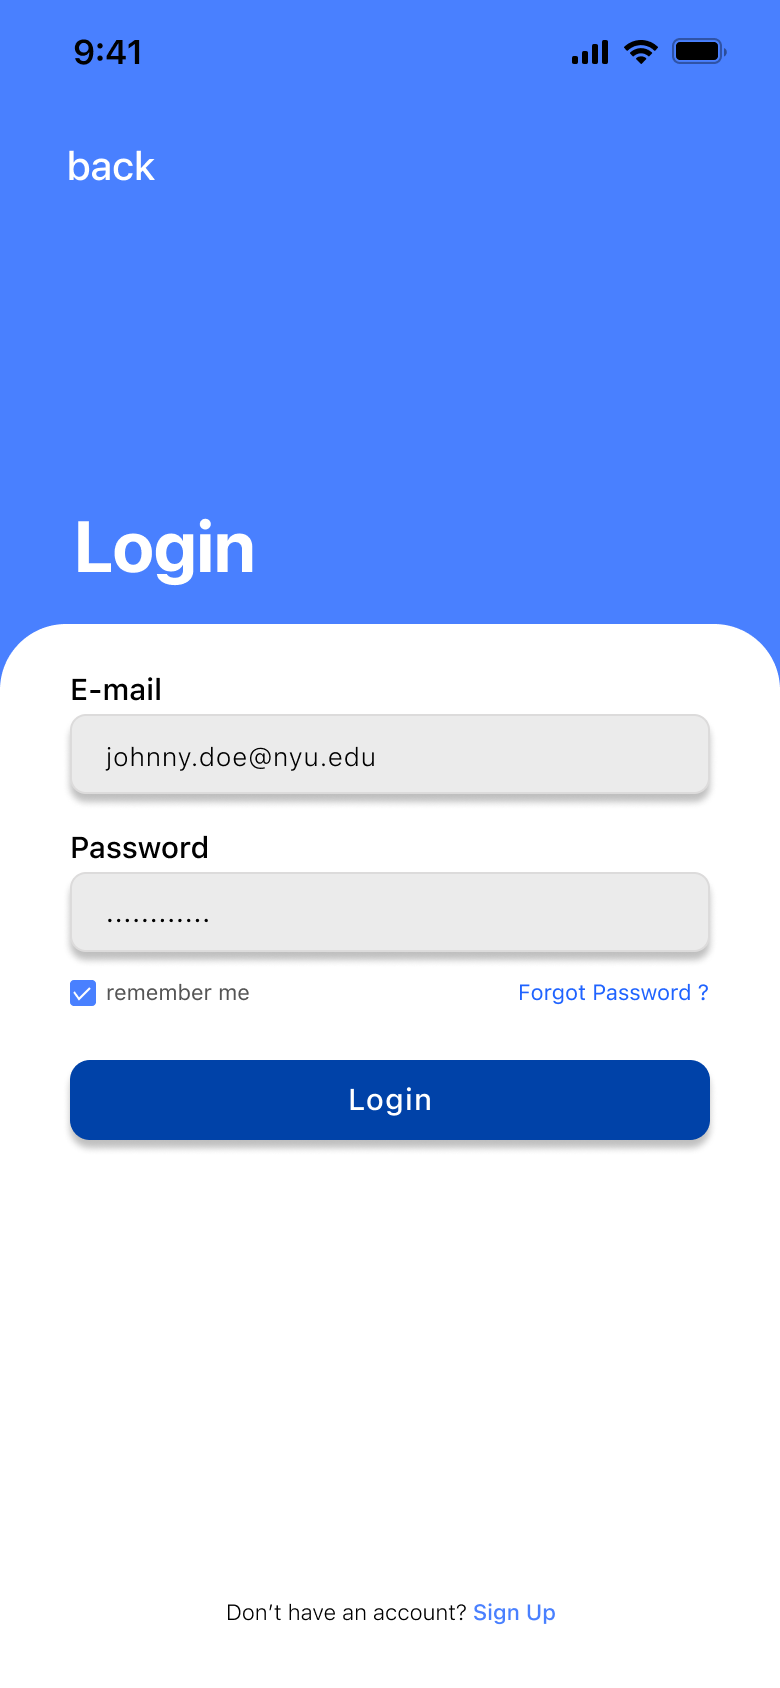 9:41
back
Login
E-mail
johnny.doe@nyu.edu
Password
............
remember me
Forgot Password ?
Login
Don’t have an account? Sign Up